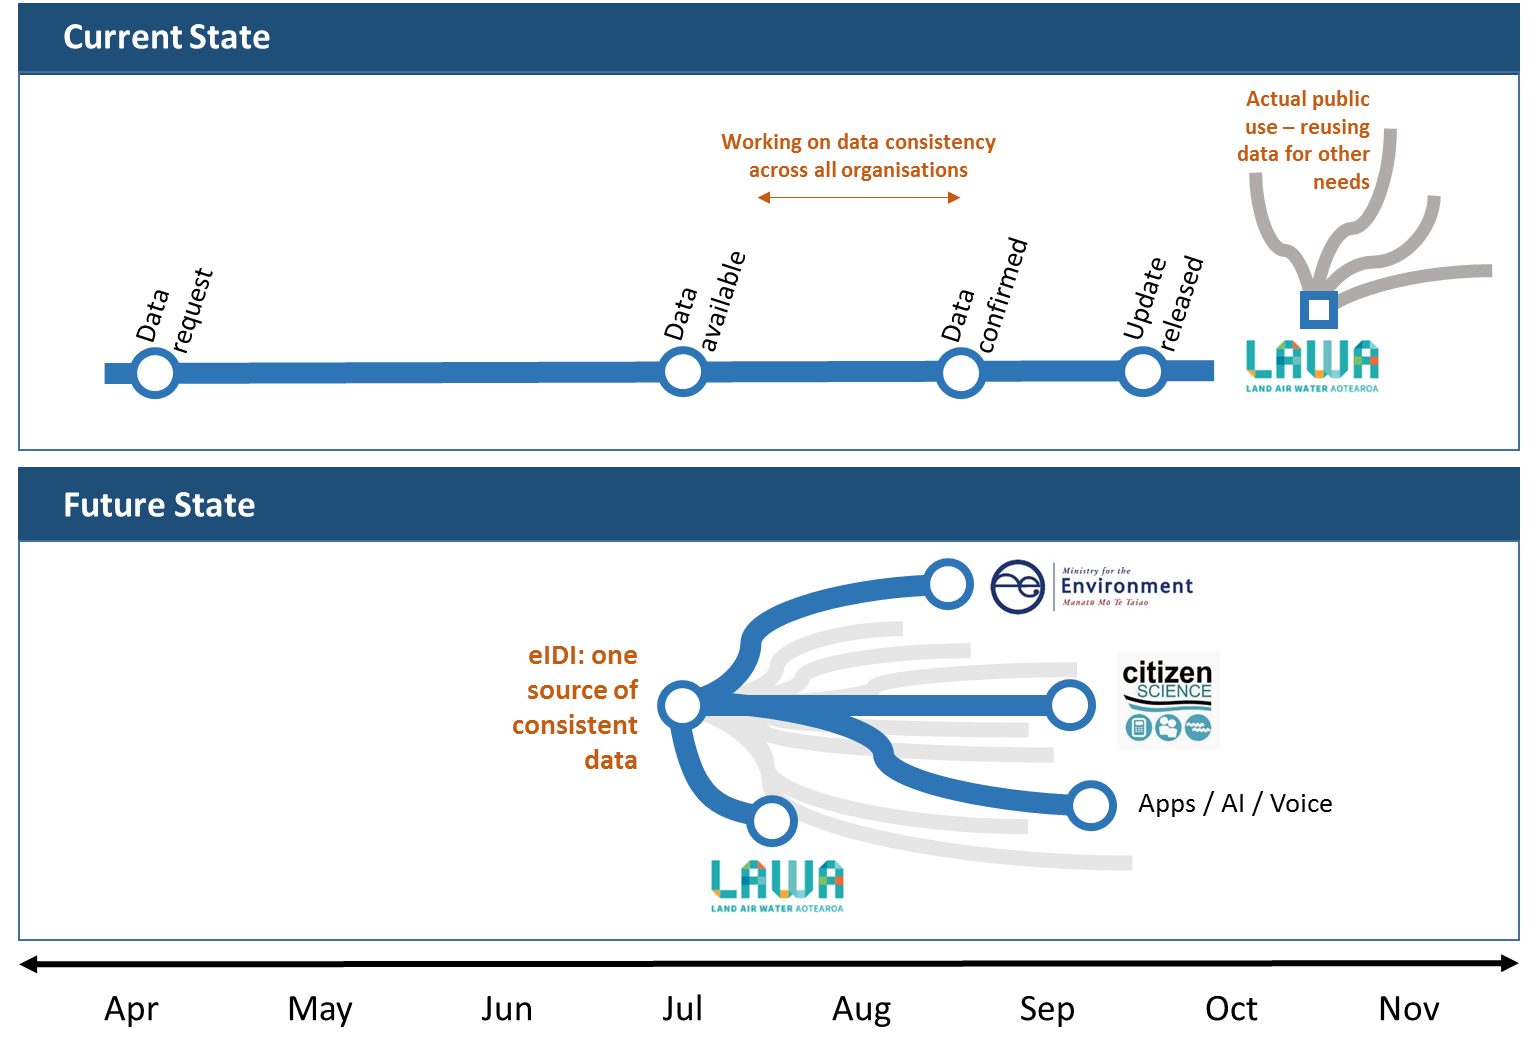 Current State
Actual public
use – reusing
data for other
needs
Working on data consistency
across all organisations
Data
request
Data
available
Data
confirmed
Update
released
LAWA
LAND AIR WATER AOTEAROA
Future State
Ministry for the
Environment
Manatū Mō Te Taiao
eIDI: one
source of
consistent
data
citizen
SCIENCE
Apps / AI / Voice
LAWA
LAND AIR WATER AOTEAROA
Apr May Jun Jul Aug Sep Oct Nov